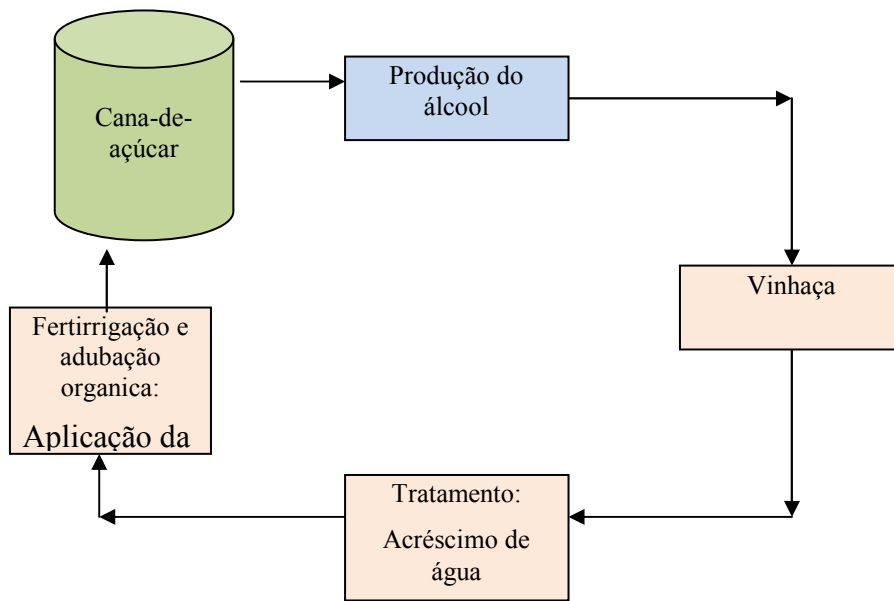 Cana-de-
açúcar
Produção do
álcool
Vinhaça
Tratamento:
Acréscimo de
água
Fertirrigação e
adubação
organica:
Aplicação da